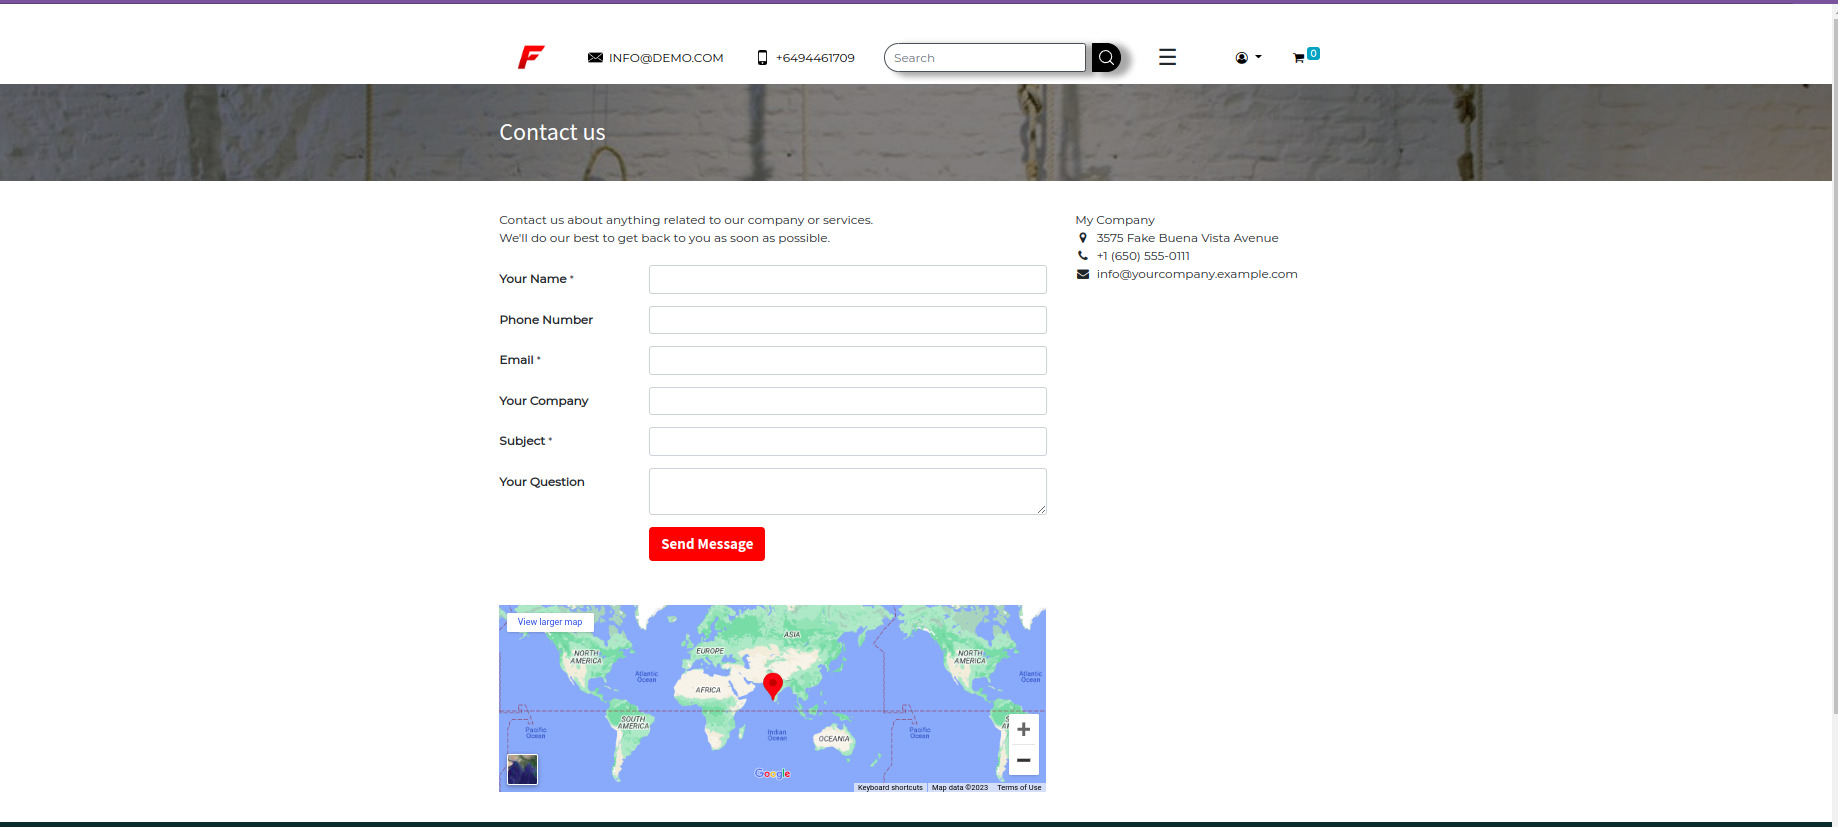 F
INFO@DEMO.COM
+6494461709
Search
0
Contact us
Contact us about anything related to our company or services.
We'll do our best to get back to you as soon as possible.
Your Name *
Phone Number
Email *
Your Company
Subject *
Your Question
Send Message
My Company
3575 Fake Buena Vista Avenue
+1 (650) 555-0111
info@yourcompany.example.com
View larger map
ASIA
EUROPE
NORTH
AMERICA
NORTH
AMERICA
Atlantic
Ocean
Atlantic
Ocean
AFRICA
SOUTH
AMERICA
S
Pacific
Ocean
Indian
Ocean
OCEANIA
Pacific
Ocean
Google
Keyboard shortcuts
Map data ©2023
Terms of Use